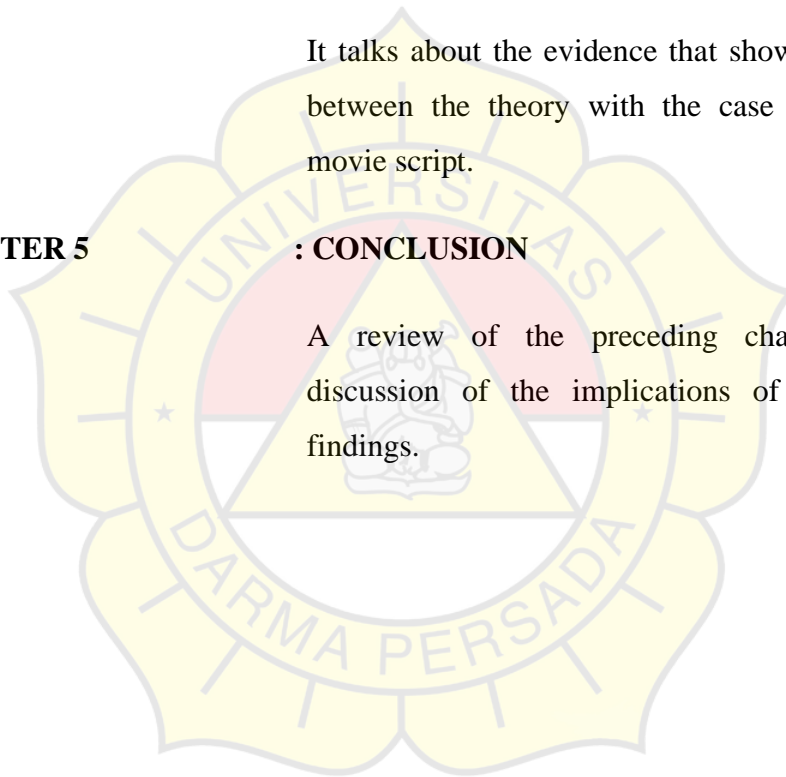 It talks about the evidence that show
between the theory with the case
movie script.
UNIVERSITAS
TER 5 : CONCLUSION
A review of the preceding cha
discussion of the implications of
findings.
DARMA PERSADA